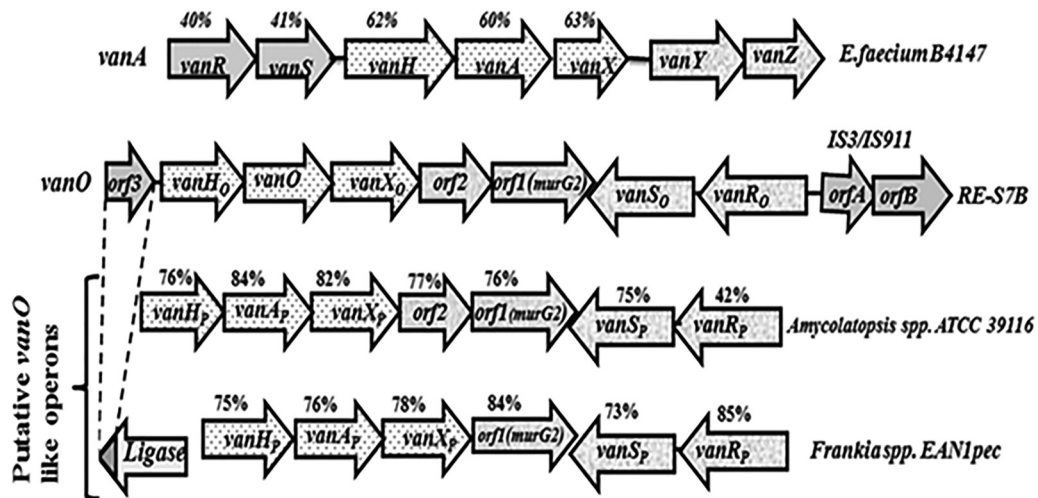 40% 41% 62% 60% 63%
vanA vanR vanS vanH vanA vanX vanY vanZ E.faecium B4147
IS3/IS911
vanO orf3 vanHO vanO vanXO orf2 orf1(murG2) vanSO vanRO orfA orfB RE-S7B
76% 84% 82% 77% 76% 75% 42%
vanHP vanAP vanXP orf2 orf1(murG2) vanSP vanRP Amycolatopsis spp. ATCC 39116
75% 76% 78% 84% 73% 85%
Ligase vanHP vanAP vanXP orf1(murG2) vanSP vanRP Frankia spp. EAN1pec
Putative vanO
like operons